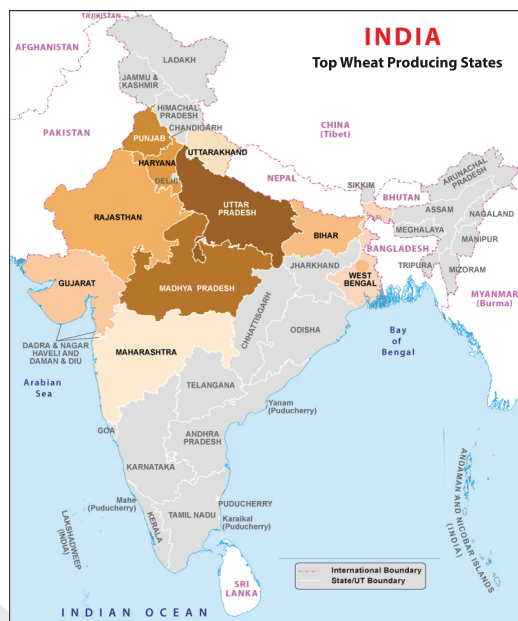 INDIA
Top Wheat Producing States
TAJIKISTAN
AFGHANISTAN
LADAKH
JAMMU &
KASHMIR
HIMACHAL
PRADESH
CHINA
(Tibet)
PAKISTAN
PUNJAB
CHANDIGARH
UTTARAKHAND
HARYANA
DELHI
NEPAL
ARUNACHAL
PRADESH
SIKKIM
BHUTAN
RAJASTHAN
UTTAR
PRADESH
ASSAM
NAGALAND
MEGHALAYA
BIHAR
MANIPUR
BANGLADESH
JHARKHAND
TRIPURA
MIZORAM
GUJARAT
MADHYA PRADESH
WEST
BENGAL
MYANMAR
(Burma)
CHHATTISGARH
ODISHA
DADRA & NAGAR
HAVELI AND
DAMAN & DIU
MAHARASHTRA
Bay
of
Bengal
Arabian
Sea
TELANGANA
Yanam
(Puducherry)
GOA
ANDHRA
PRADESH
KARNATAKA
ANDAMAN AND NICOBAR ISLANDS
(INDIA)
Mahe
(Puducherry)
PUDUCHERRY
LAKSHADWEEP
(INDIA)
KERALA
TAMIL NADU
Karaikal
(Puducherry)
International Boundary
State/UT Boundary
SRI
LANKA
INDIAN OCEAN